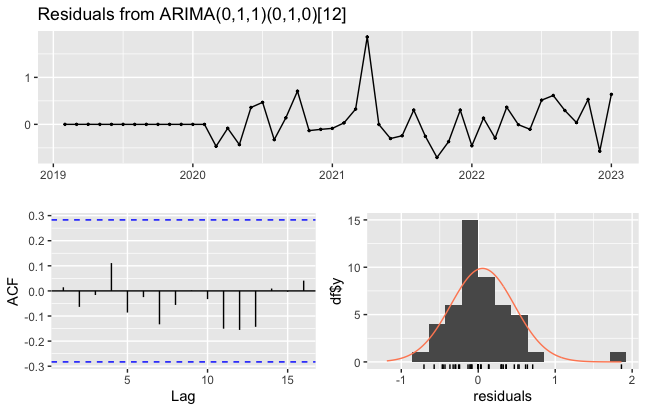 Residuals from ARIMA(0,1,1)(0,1,0)[12]
1
0
2019 2020 2021 2022 2023
0.3
0.2
0.1
0.0
-0.1
-0.2
-0.3
ACF
5 10 15
Lag
15
10
5
0
df$y
-1 0 1 2
residuals